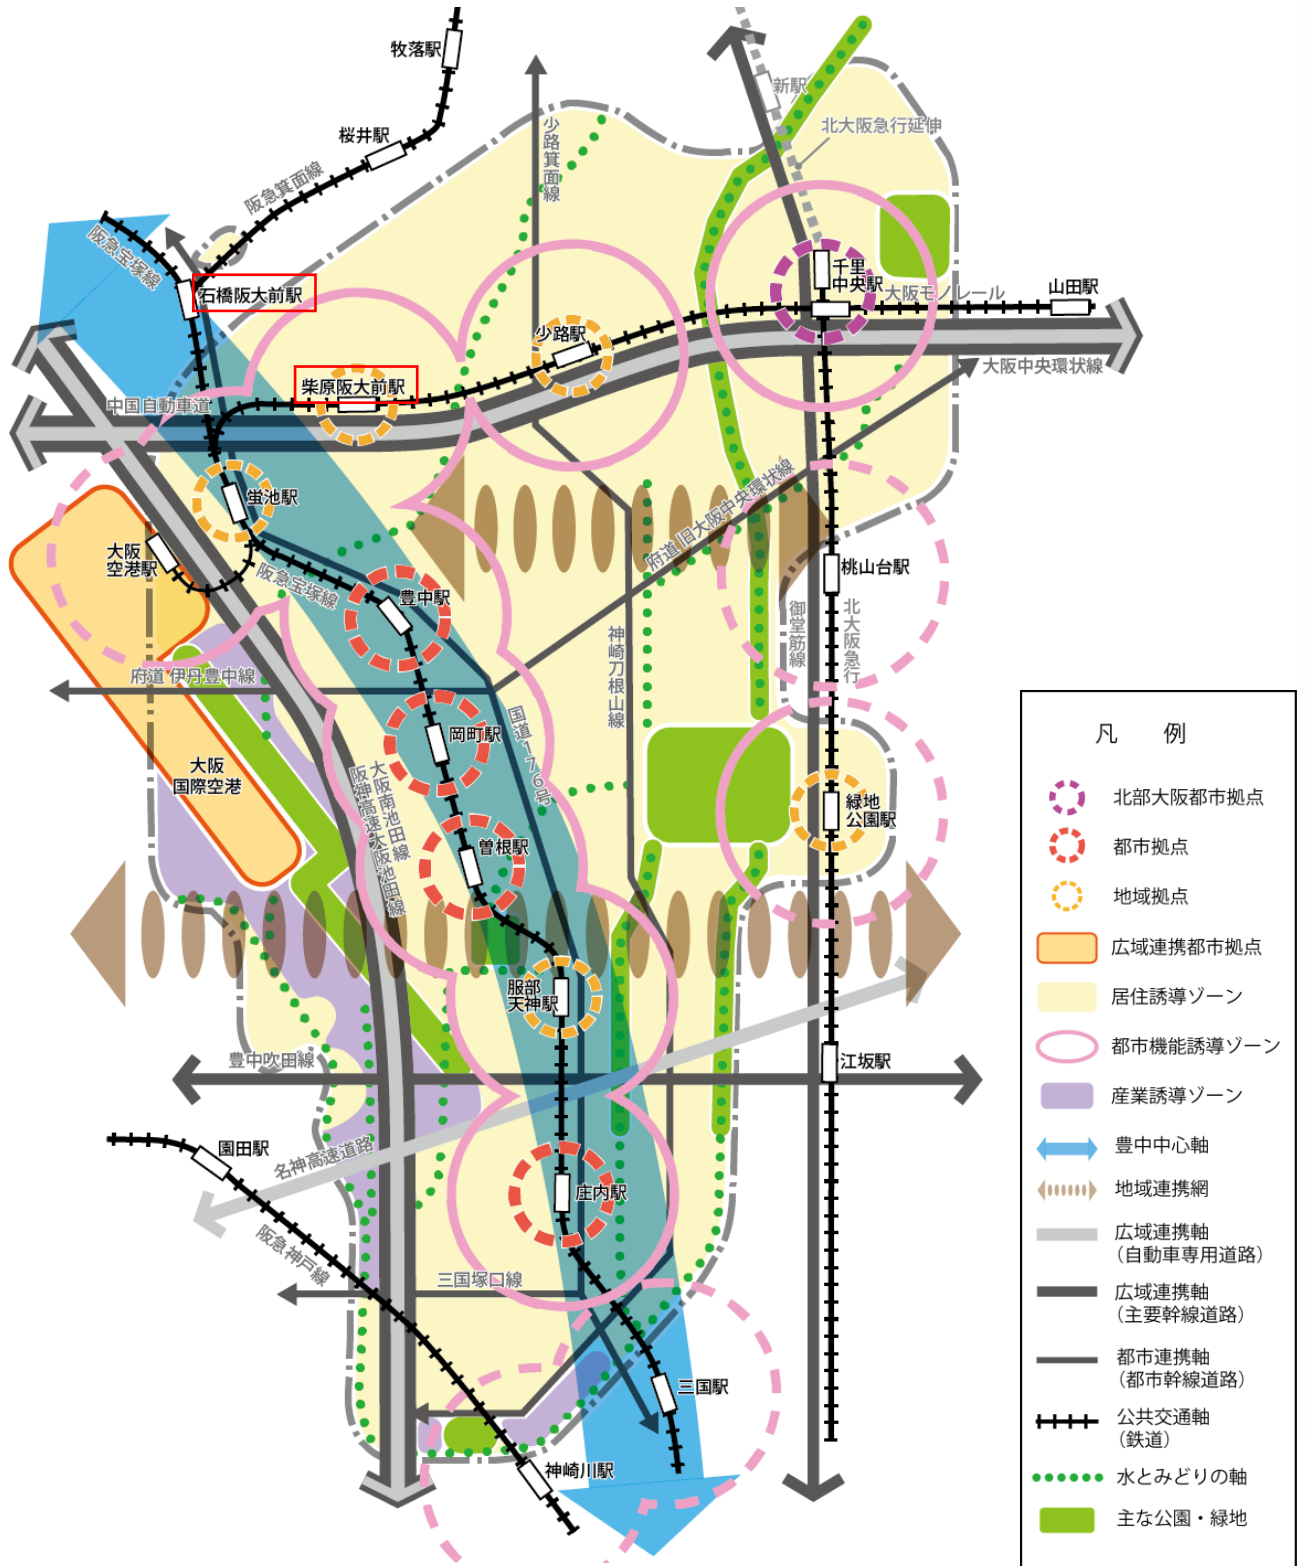 牧落駅
桜井駅
阪急箕面線
少路箕面線
新駅
北大阪急行延伸
阪急宝塚線
石橋阪大前駅
千里
中央駅
大阪モノレール
山田駅
少路駅
大阪中央環状線
柴原阪大前駅
中国自動車道
蛍池駅
府道 旧大阪中央環状線
大阪
空港駅
阪急宝塚線
豊中駅
桃山台駅
御堂筋線
北大阪急行
神崎刀根山線
府道 伊丹豊中線
岡町駅
国道176号
大阪
国際空港
大阪南池田線
阪神高速大阪池田線
緑地
公園駅
曽根駅
服部
天神駅
豊中吹田線
江坂駅
園田駅
名神高速道路
庄内駅
阪急神戸線
三国塚口線
三国駅
神崎川駅
凡 例
北部大阪都市拠点
都市拠点
地域拠点
広域連携都市拠点
居住誘導ゾーン
都市機能誘導ゾーン
産業誘導ゾーン
豊中中心軸
地域連携網
広域連携軸
（自動車専用道路）
広域連携軸
（主要幹線道路）
都市連携軸
（都市幹線道路）
公共交通軸
（鉄道）
水とみどりの軸
主な公園・緑地